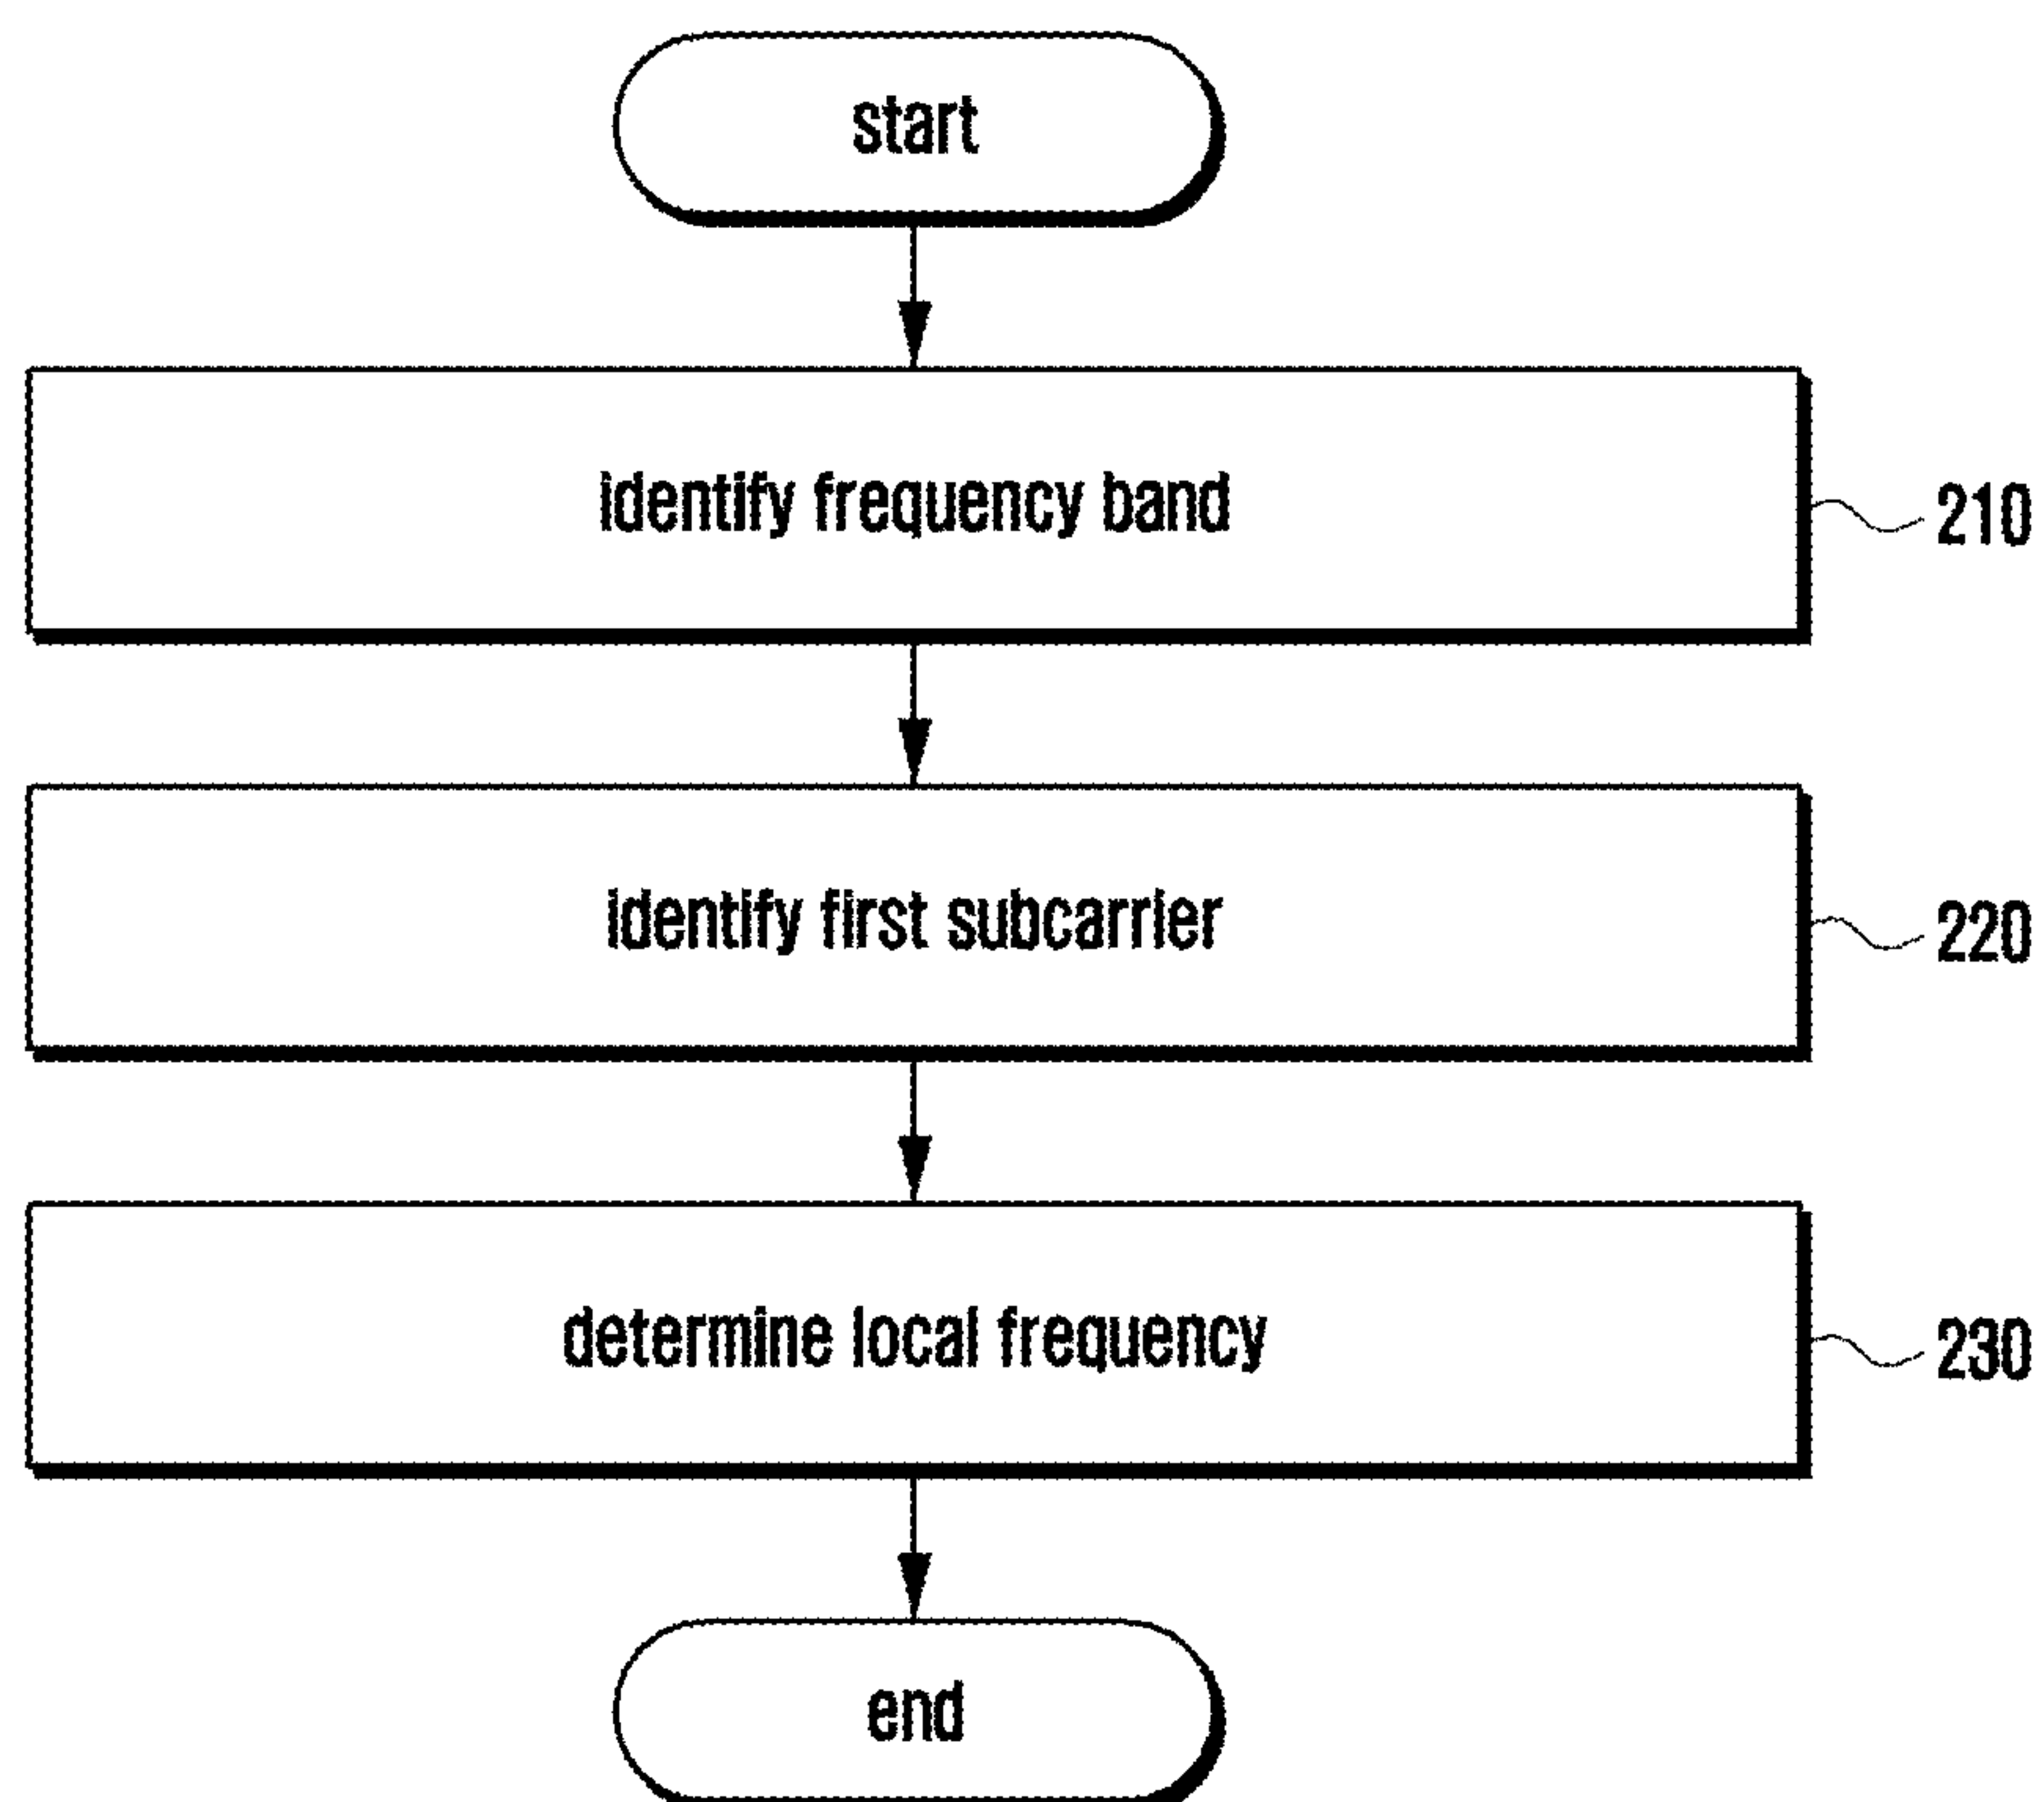 start
identify frequency band
210
identify first subcarrier
220
determine local frequency
230
end